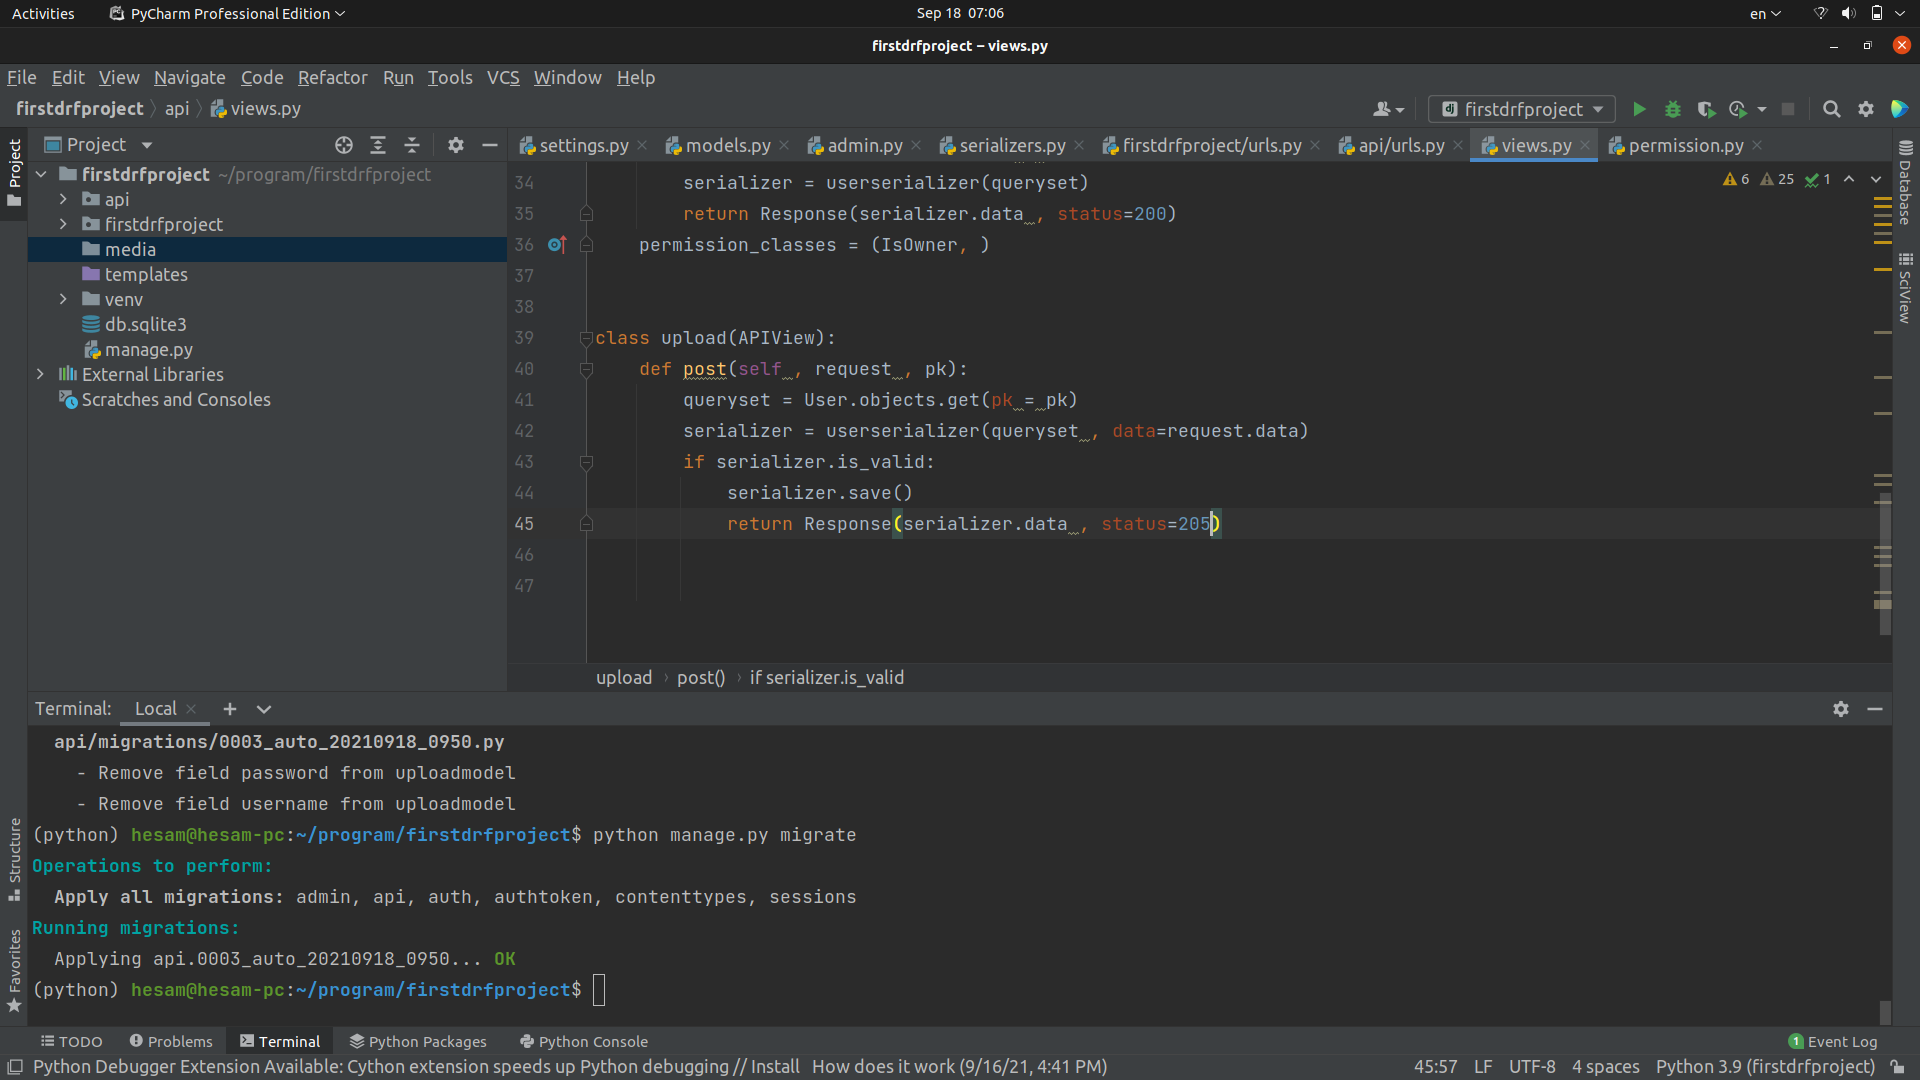 Activities
PyCharm Professional Edition
Sep 18 07:06
en
firstdrfproject – views.py
File Edit View Navigate Code Refactor Run Tools VCS Window Help
firstdrfproject api views.py
firstdrfproject
Project
settings.py models.py admin.py serializers.py firstdrfproject/urls.py api/urls.py views.py permission.py
Project
firstdrfproject ~/program/firstdrfproject
api
firstdrfproject
media
templates
venv
db.sqlite3
manage.py
External Libraries
Scratches and Consoles
6 25 1
34 serializer = userserializer(queryset)
35 return Response(serializer.data , status=200)
36 permission_classes = (IsOwner, )
37
38
39 class upload(APIView):
40 def post(self , request , pk):
41 queryset = User.objects.get(pk = pk)
42 serializer = userserializer(queryset , data=request.data)
43 if serializer.is_valid:
44 serializer.save()
45 return Response(serializer.data , status=205)
46
47
upload post() if serializer.is_valid
Database
SciView
Structure
Favorites
Terminal: Local
api/migrations/0003_auto_20210918_0950.py
- Remove field password from uploadmodel
- Remove field username from uploadmodel
(python) hesam@hesam-pc:~/program/firstdrfproject$ python manage.py migrate
Operations to perform:
Apply all migrations: admin, api, auth, authtoken, contenttypes, sessions
Running migrations:
Applying api.0003_auto_20210918_0950... OK
(python) hesam@hesam-pc:~/program/firstdrfproject$
TODO Problems Terminal Python Packages Python Console
1 Event Log
Python Debugger Extension Available: Cython extension speeds up Python debugging // Install How does it work (9/16/21, 4:41 PM)
45:57 LF UTF-8 4 spaces Python 3.9 (firstdrfproject)